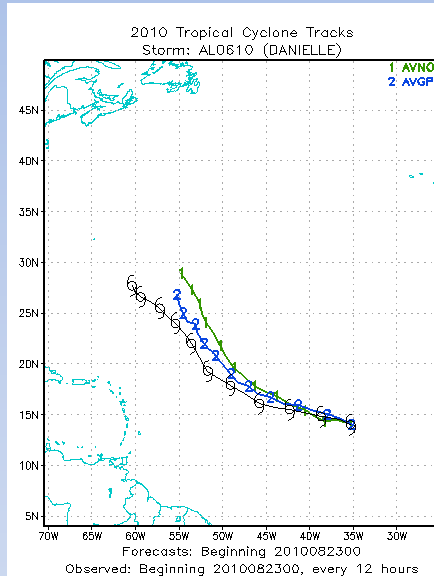 2010 Tropical Cyclone Tracks
Storm: AL0610 (DANIELLE)
1 AVNO
2 AVGP
45N
40N
35N
30N
25N
20N
15N
10N
5N
70W 65W 60W 55W 50W 45W 40W 35W 30W
Forecasts: Beginning 2010082300
Observed: Beginning 2010082300, every 12 hours